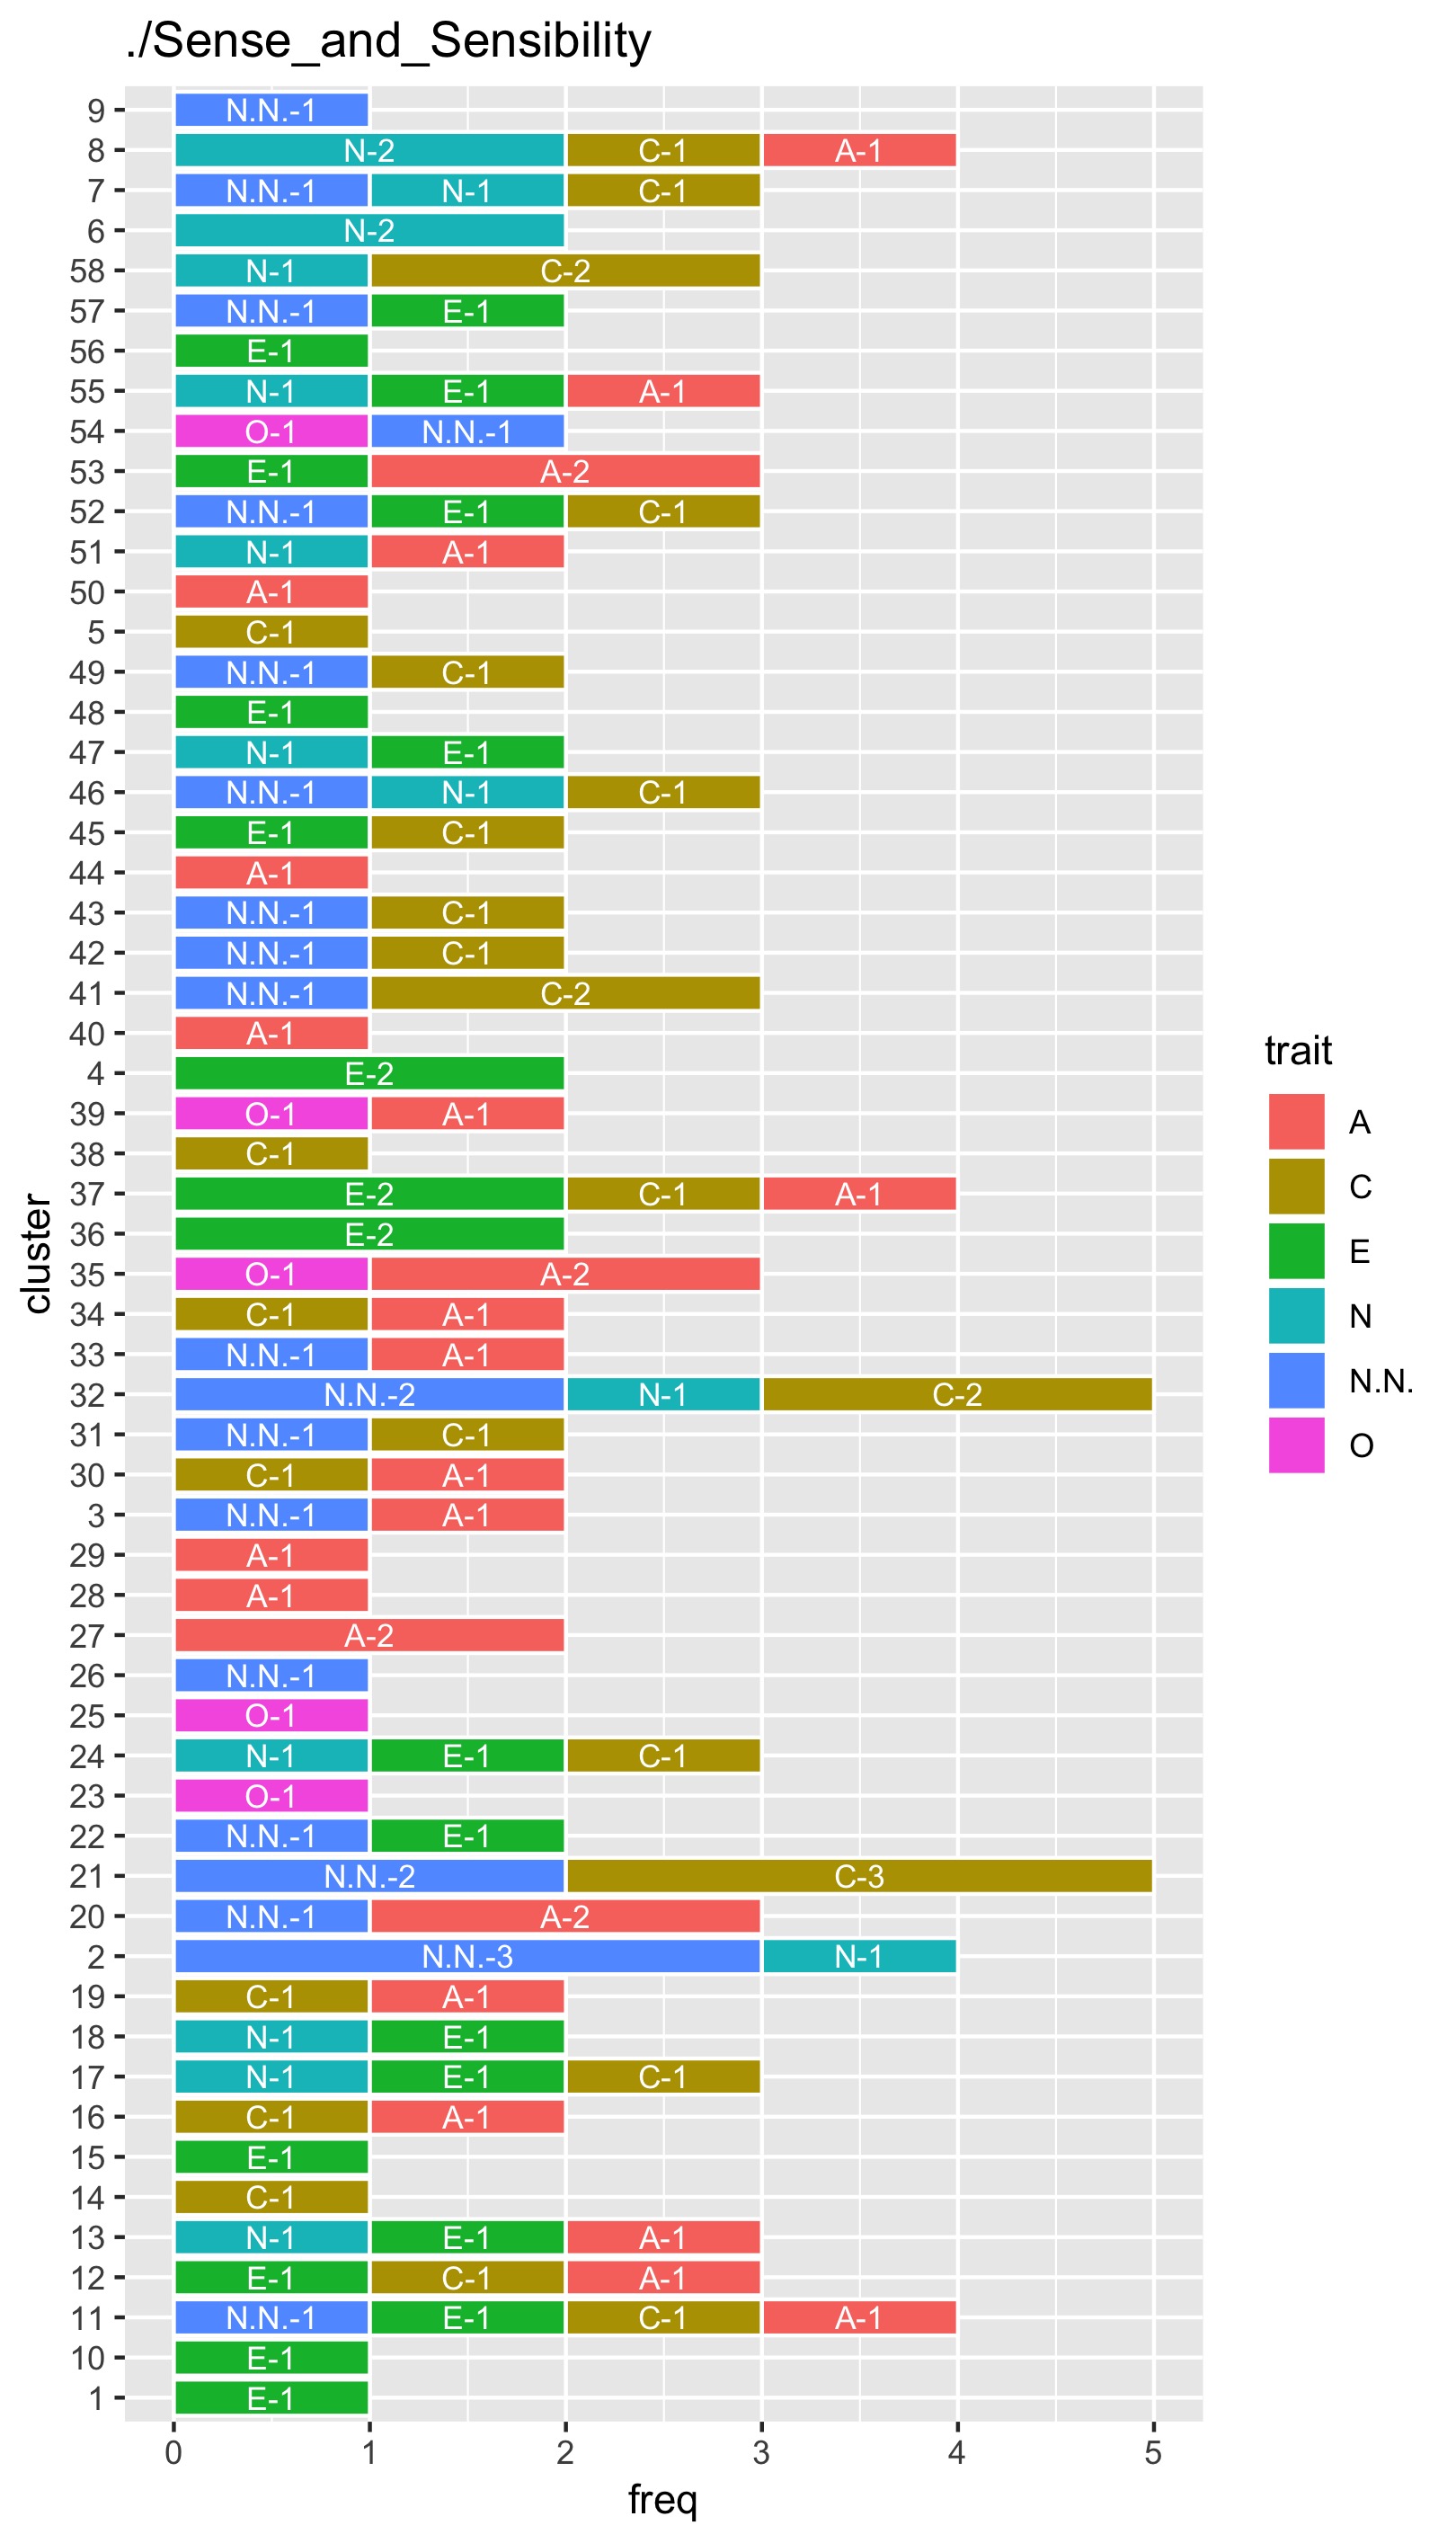 ./Sense_and_Sensibility
9 N.N.-1
8 N-2 C-1 A-1
7 N.N.-1 N-1 C-1
6 N-2
58 N-1 C-2
57 N.N.-1 E-1
56 E-1
55 N-1 E-1 A-1
54 O-1 N.N.-1
53 E-1 A-2
52 N.N.-1 E-1 C-1
51 N-1 A-1
50 A-1
5 C-1
49 N.N.-1 C-1
48 E-1
47 N-1 E-1
46 N.N.-1 N-1 C-1
45 E-1 C-1
44 A-1
43 N.N.-1 C-1
42 N.N.-1 C-1
41 N.N.-1 C-2
40 A-1
4 E-2
39 O-1 A-1
38 C-1
37 E-2 C-1 A-1
36 E-2
35 O-1 A-2
34 C-1 A-1
33 N.N.-1 A-1
32 N.N.-2 N-1 C-2
31 N.N.-1 C-1
30 C-1 A-1
3 N.N.-1 A-1
29 A-1
28 A-1
27 A-2
26 N.N.-1
25 O-1
24 N-1 E-1 C-1
23 O-1
22 N.N.-1 E-1
21 N.N.-2 C-3
20 N.N.-1 A-2
2 N.N.-3 N-1
19 C-1 A-1
18 N-1 E-1
17 N-1 E-1 C-1
16 C-1 A-1
15 E-1
14 C-1
13 N-1 E-1 A-1
12 E-1 C-1 A-1
11 N.N.-1 E-1 C-1 A-1
10 E-1
1 E-1
0 1 2 3 4 5
freq
cluster
trait
A
C
E
N
N.N.
O